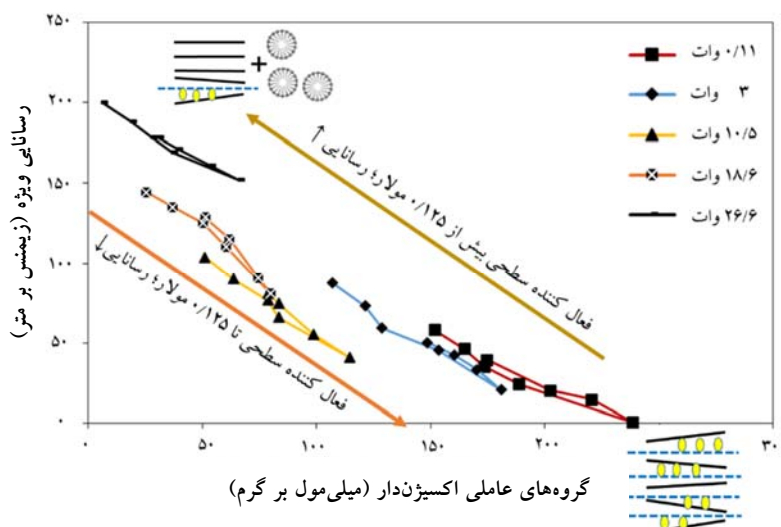 ۲۵۰
۲۰۰
۱۵۰
۱۰۰
۵۰
۰
رسانایی ویژه (زیمنس بر متر)
+
۰/۱۱ وات
۳ وات
۱۰/۵ وات
۱۸/۶ وات
۲۶/۶ وات
فعال کننده سطحی بیش از ۰/۱۲۵ مولار؛ رسانایی ↑
فعال کننده سطحی تا ۰/۱۲۵ مولار؛ رسانایی ↓
۰ ۵۰ ۱۰۰ ۱۵۰ ۲۰۰ ۳۰
گروه‌های عاملی اکسیژن‌دار (میلی‌مول بر گرم)